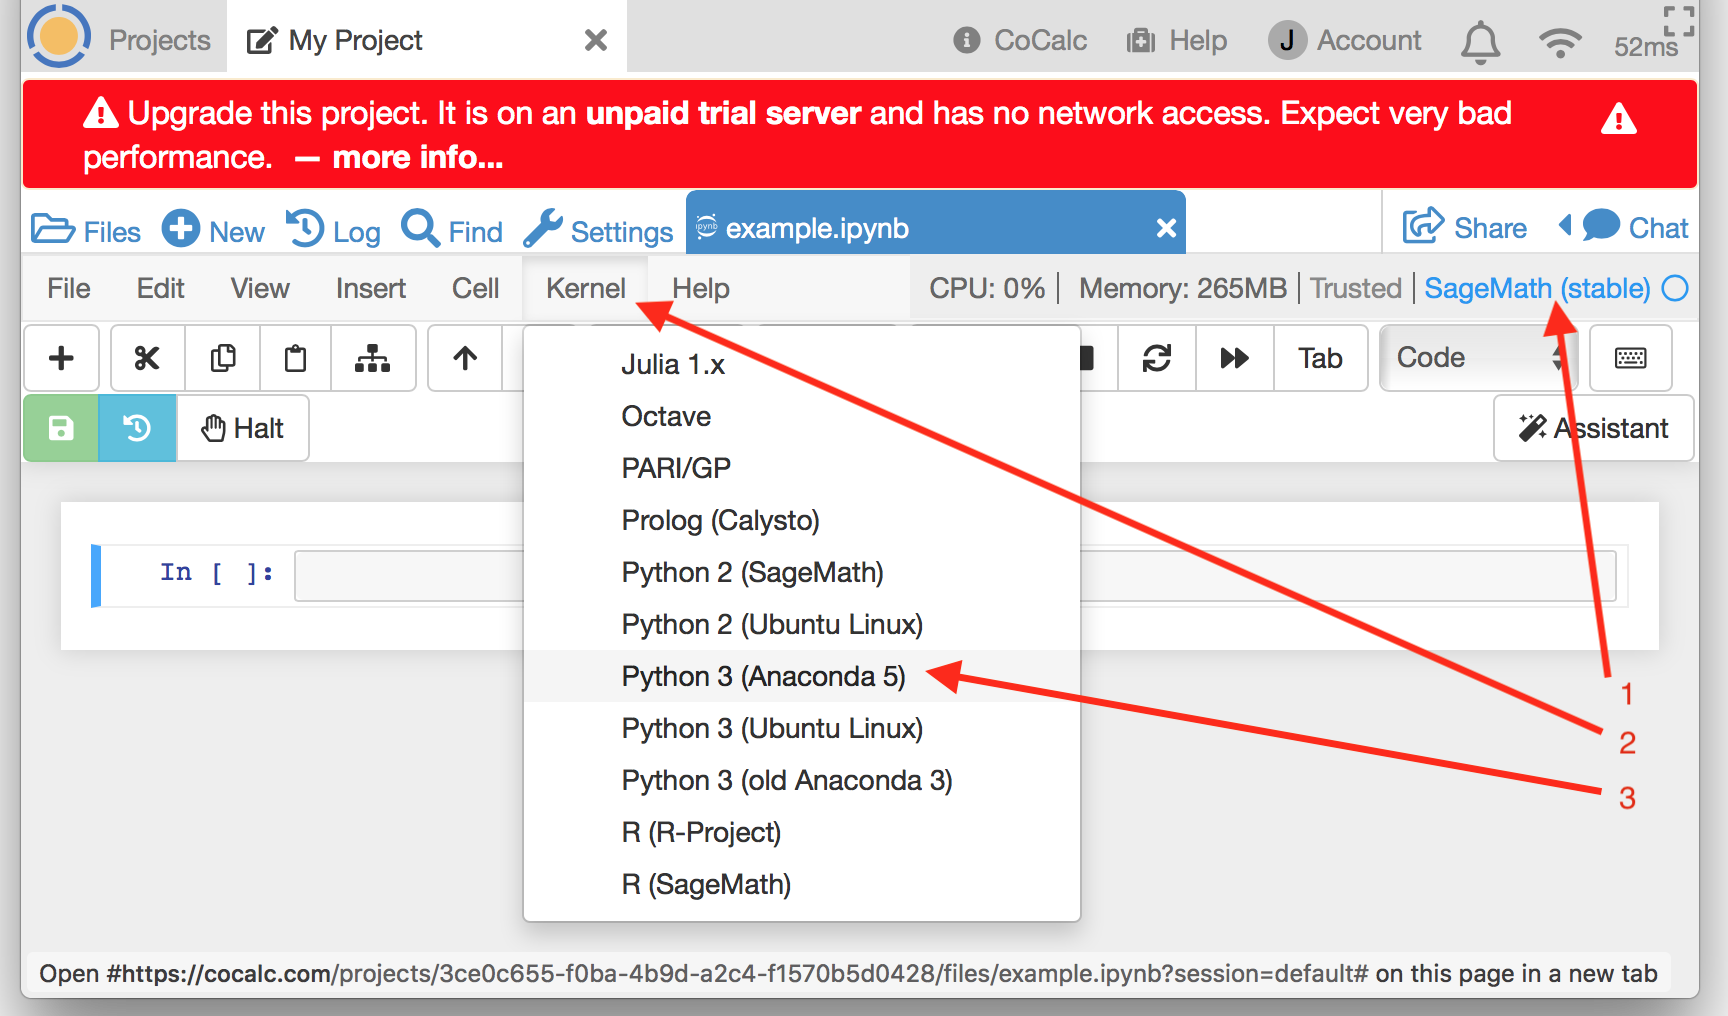 Projects My Project CoCalc Help J Account 52ms
Upgrade this project. It is on an unpaid trial server and has no network access. Expect very bad
performance. — more info...
Files New Log Find Settings ipynb example.ipynb Share Chat
File Edit View Insert Cell Kernel Help CPU: 0% Memory: 265MB Trusted SageMath (stable)
Tab Code
Halt Assistant
Julia 1.x
Octave
PARI/GP
Prolog (Calysto)
In [ ]:
Python 2 (SageMath)
Python 2 (Ubuntu Linux)
Python 3 (Anaconda 5)
Python 3 (Ubuntu Linux)
Python 3 (old Anaconda 3)
R (R-Project)
R (SageMath)
1
2
3
Open #https://cocalc.com/projects/3ce0c655-f0ba-4b9d-a2c4-f1570b5d0428/files/example.ipynb?session=default# on this page in a new tab